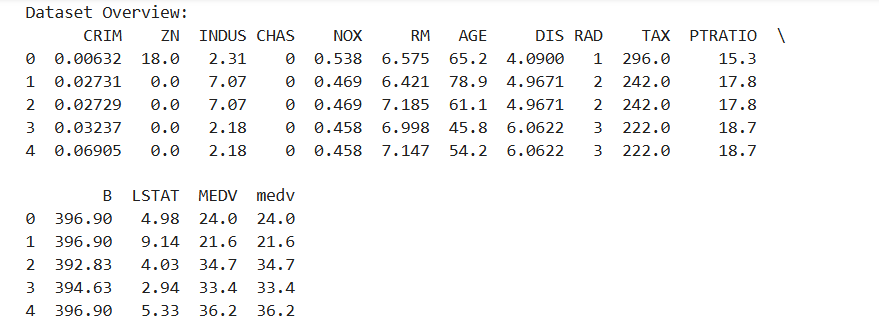 Dataset Overview:
CRIM ZN INDUS CHAS NOX RM AGE DIS RAD TAX PTRATIO \
0 0.00632 18.0 2.31 0 0.538 6.575 65.2 4.0900 1 296.0 15.3
1 0.02731 0.0 7.07 0 0.469 6.421 78.9 4.9671 2 242.0 17.8
2 0.02729 0.0 7.07 0 0.469 7.185 61.1 4.9671 2 242.0 17.8
3 0.03237 0.0 2.18 0 0.458 6.998 45.8 6.0622 3 222.0 18.7
4 0.06905 0.0 2.18 0 0.458 7.147 54.2 6.0622 3 222.0 18.7
B LSTAT MEDV medv
0 396.90 4.98 24.0 24.0
1 396.90 9.14 21.6 21.6
2 392.83 4.03 34.7 34.7
3 394.63 2.94 33.4 33.4
4 396.90 5.33 36.2 36.2